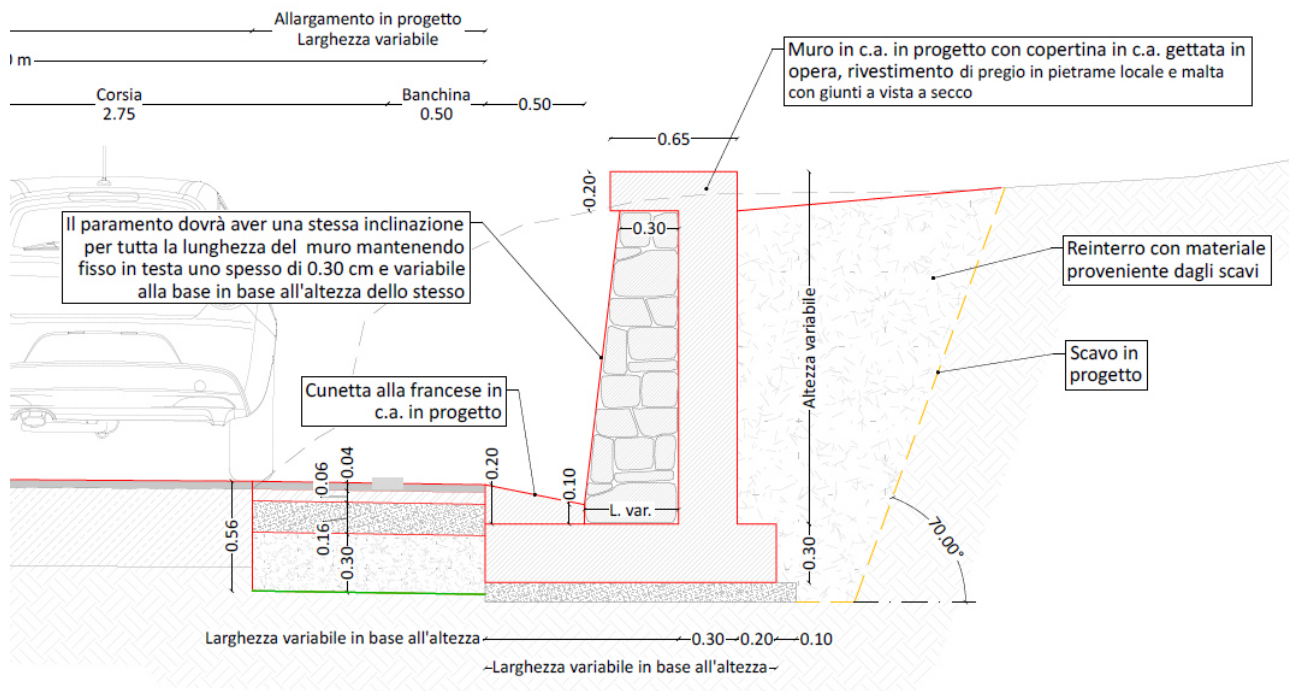 Allargamento in progetto
Larghezza variabile
0 m
Corsia
2.75
Banchina
0.50
0.50
Muro in c.a. in progetto con copertina in c.a. gettata in
opera, rivestimento di pregio in pietrame locale e malta
con giunti a vista a secco
0.65
0.20
0.30
Il paramento dovrà aver una stessa inclinazione
per tutta la lunghezza del muro mantenendo
fisso in testa uno spesso di 0.30 cm e variabile
alla base in base all'altezza dello stesso
Reinterro con materiale
proveniente dagli scavi
Altezza variabile
Scavo in
progetto
Cunetta alla francese in
c.a. in progetto
0.56
0.06
0.04
0.16
0.30
0.20
0.10
L. var.
0.30
70.00°
Larghezza variabile in base all'altezza
0.30
0.20
0.10
Larghezza variabile in base all'altezza